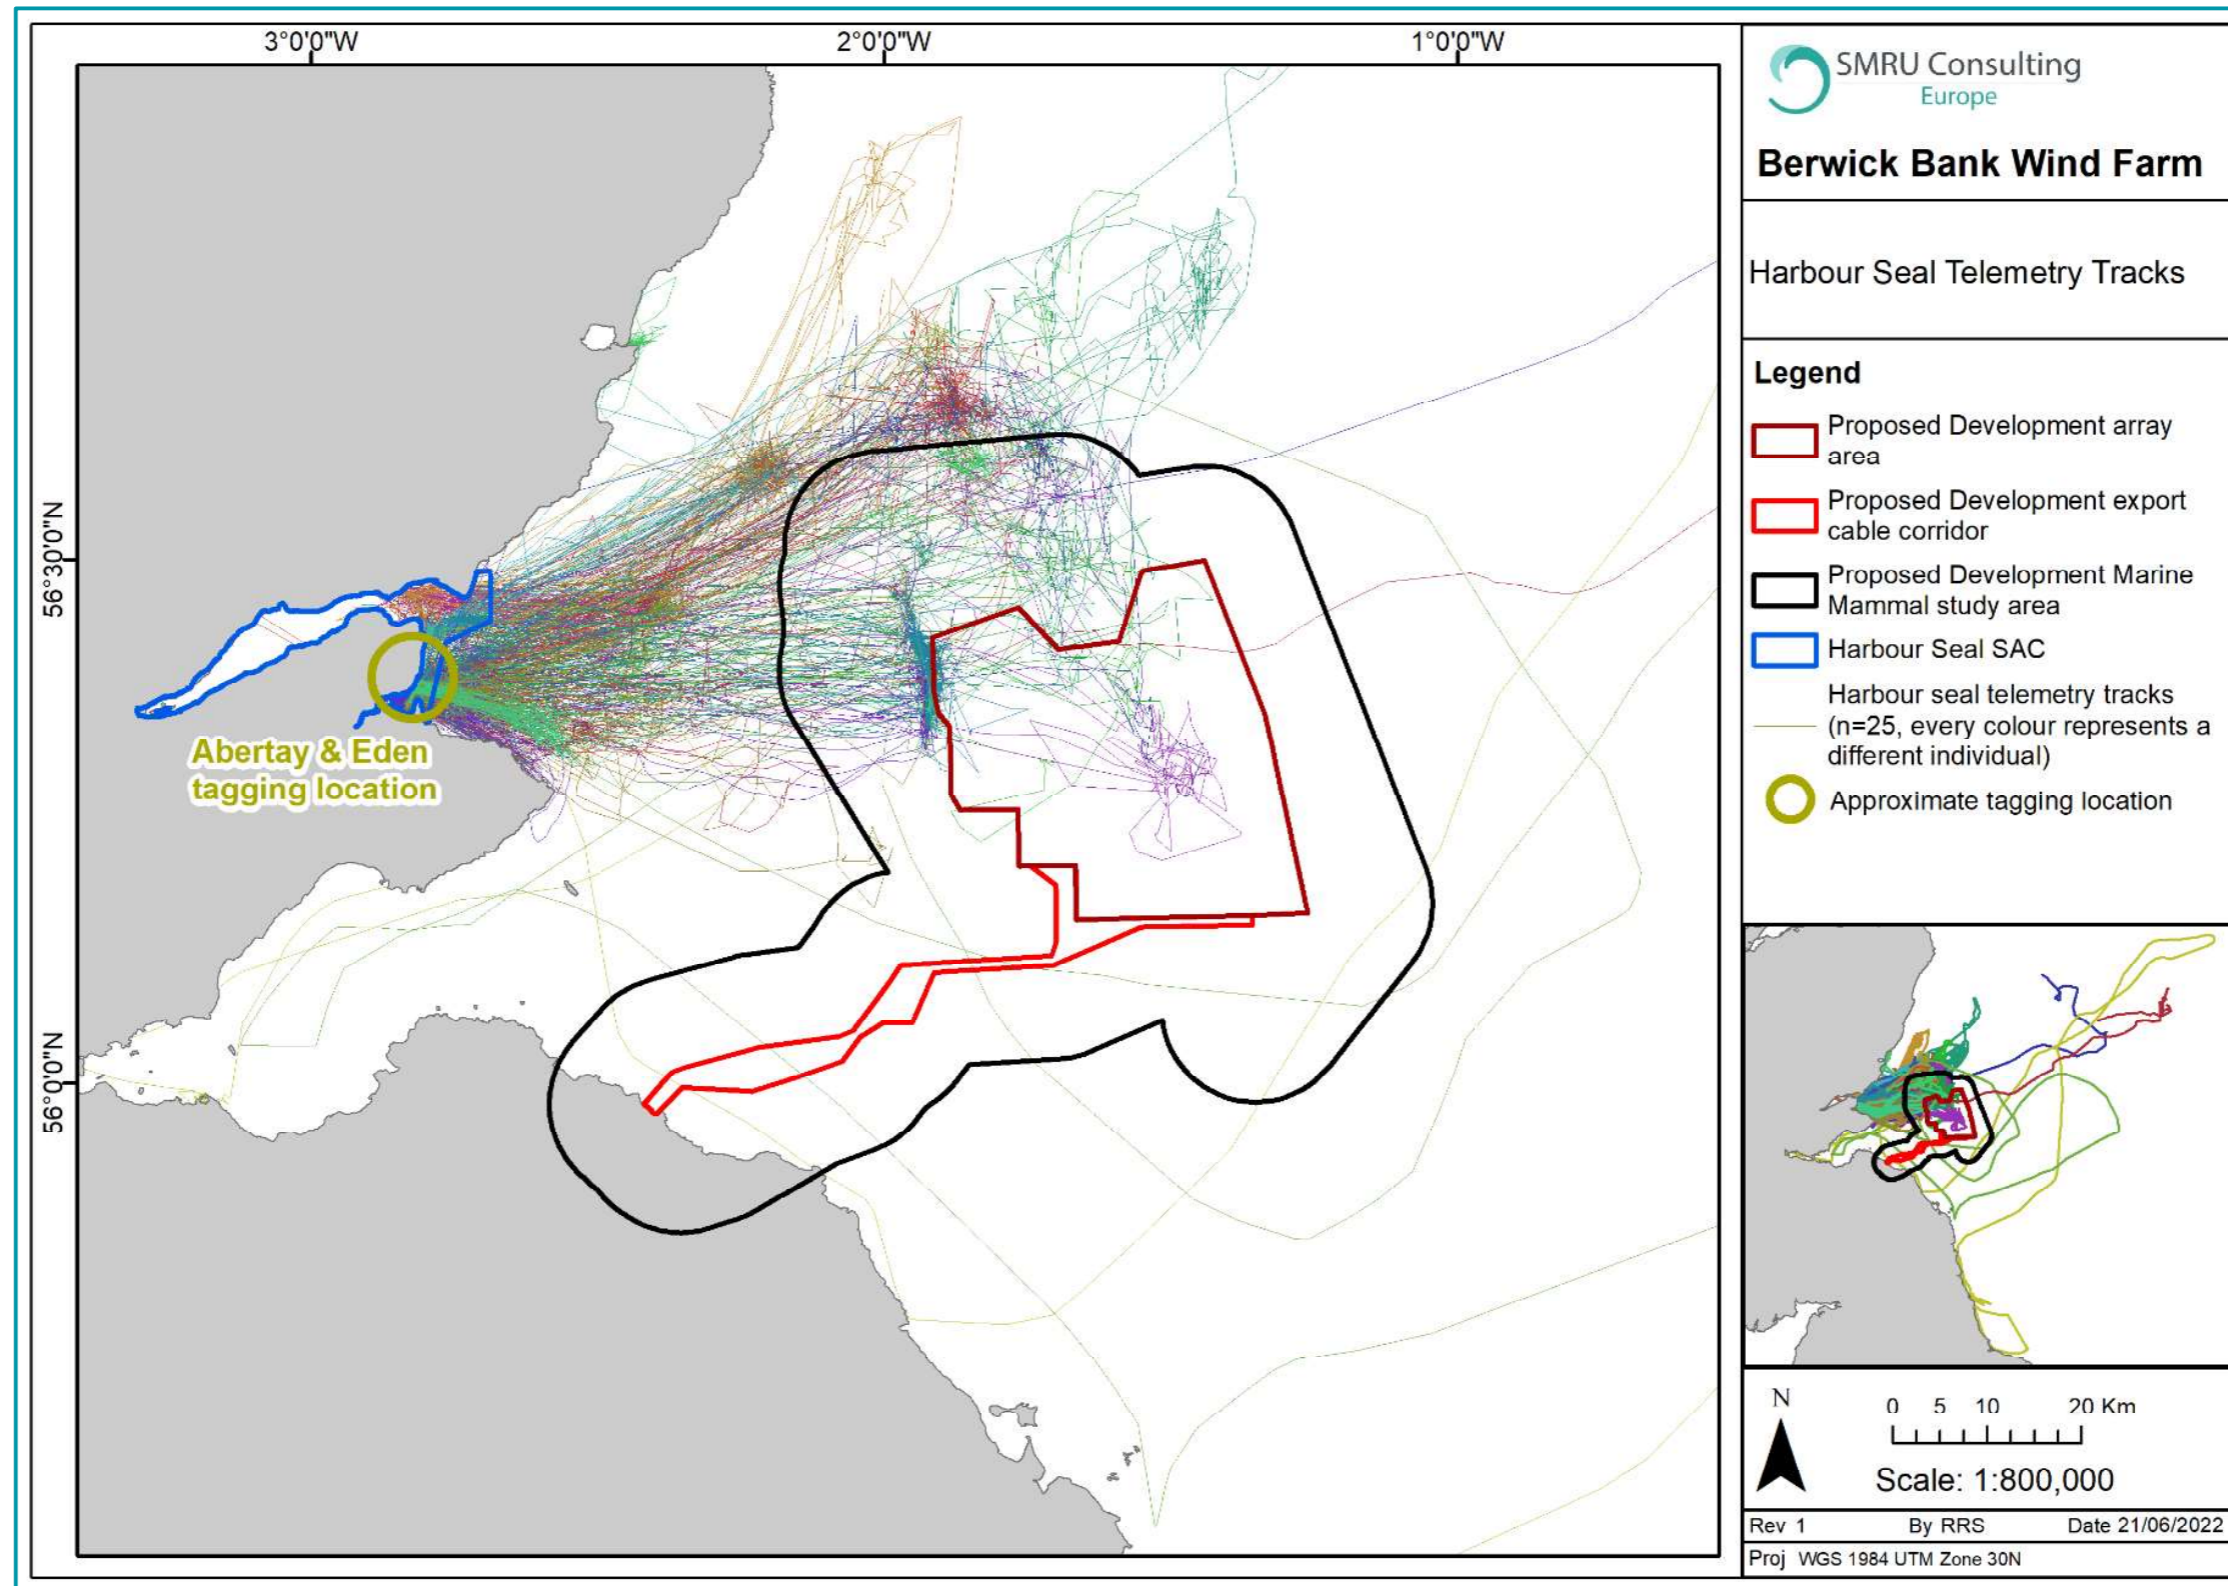 3°0'0"W
2°0'0"W
1°0'0"W
56°30'0"N
56°0'0"N
Abertay & Eden
tagging location
SMRU Consulting
Europe
Berwick Bank Wind Farm
Harbour Seal Telemetry Tracks
Legend
Proposed Development array
area
Proposed Development export
cable corridor
Proposed Development Marine
Mammal study area
Harbour Seal SAC
Harbour seal telemetry tracks
(n=25, every colour represents a
different individual)
Approximate tagging location
N
0 5 10 20 Km
Scale: 1:800,000
Rev 1 By RRS Date 21/06/2022
Proj WGS 1984 UTM Zone 30N